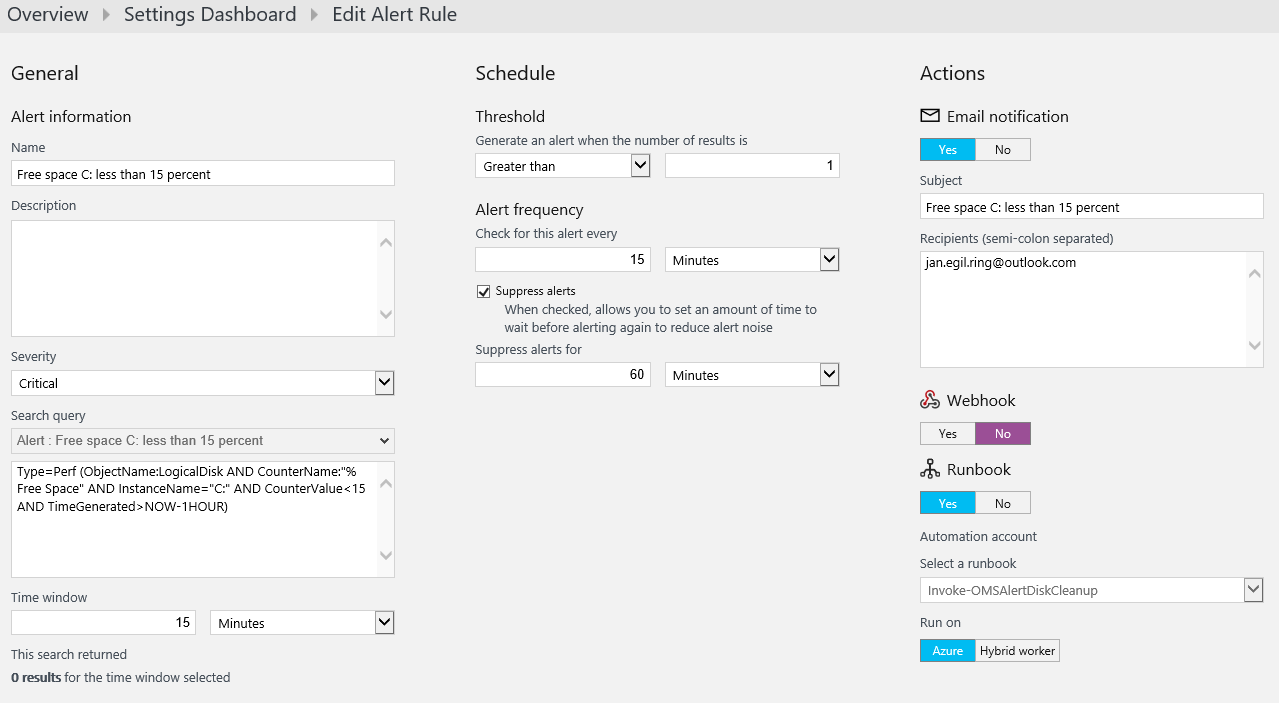 Overview Settings Dashboard Edit Alert Rule
General
Alert information
Name
Free space C: less than 15 percent
Description
Severity
Critical
Search query
Alert : Free space C: less than 15 percent
Type=Perf (ObjectName:LogicalDisk AND CounterName:"%
Free Space" AND InstanceName="C:" AND CounterValue<15
AND TimeGenerated>NOW-1HOUR)
Time window
15 Minutes
This search returned
0 results for the time window selected
Schedule
Threshold
Generate an alert when the number of results is
Greater than 1
Alert frequency
Check for this alert every
15 Minutes
Suppress alerts
When checked, allows you to set an amount of time to
wait before alerting again to reduce alert noise
Suppress alerts for
60 Minutes
Actions
Email notification
Yes No
Subject
Free space C: less than 15 percent
Recipients (semi-colon separated)
jan.egil.ring@outlook.com
Webhook
Yes No
Runbook
Yes No
Automation account
Select a runbook
Invoke-OMSAlertDiskCleanup
Run on
Azure Hybrid worker